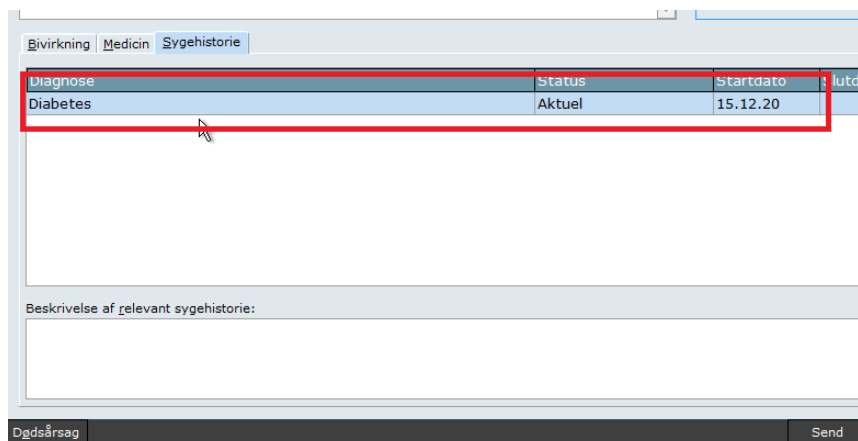 Bivirkning Medicin Sygehistorie
Diagnose Status Startdato
Diabetes Aktuel 15.12.20
Beskrivelse af relevant sygehistorie:
Dødsårsag Send